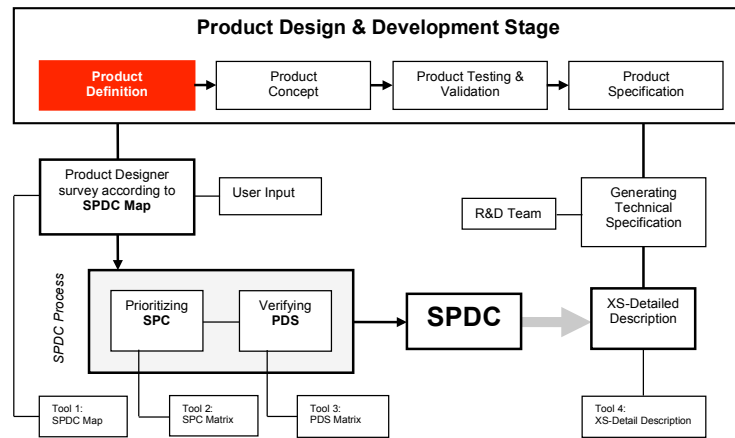 Product Design & Development Stage
Product
Definition
Product
Concept
Product Testing &
Validation
Product
Specification
Product Designer
survey according to
SPDC Map
User Input
R&D Team
Generating
Technical
Specification
SPDC Process
Prioritizing
SPC
Verifying
PDS
SPDC
XS-Detailed
Description
Tool 1:
SPDC Map
Tool 2:
SPC Matrix
Tool 3:
PDS Matrix
Tool 4:
XS-Detail Description